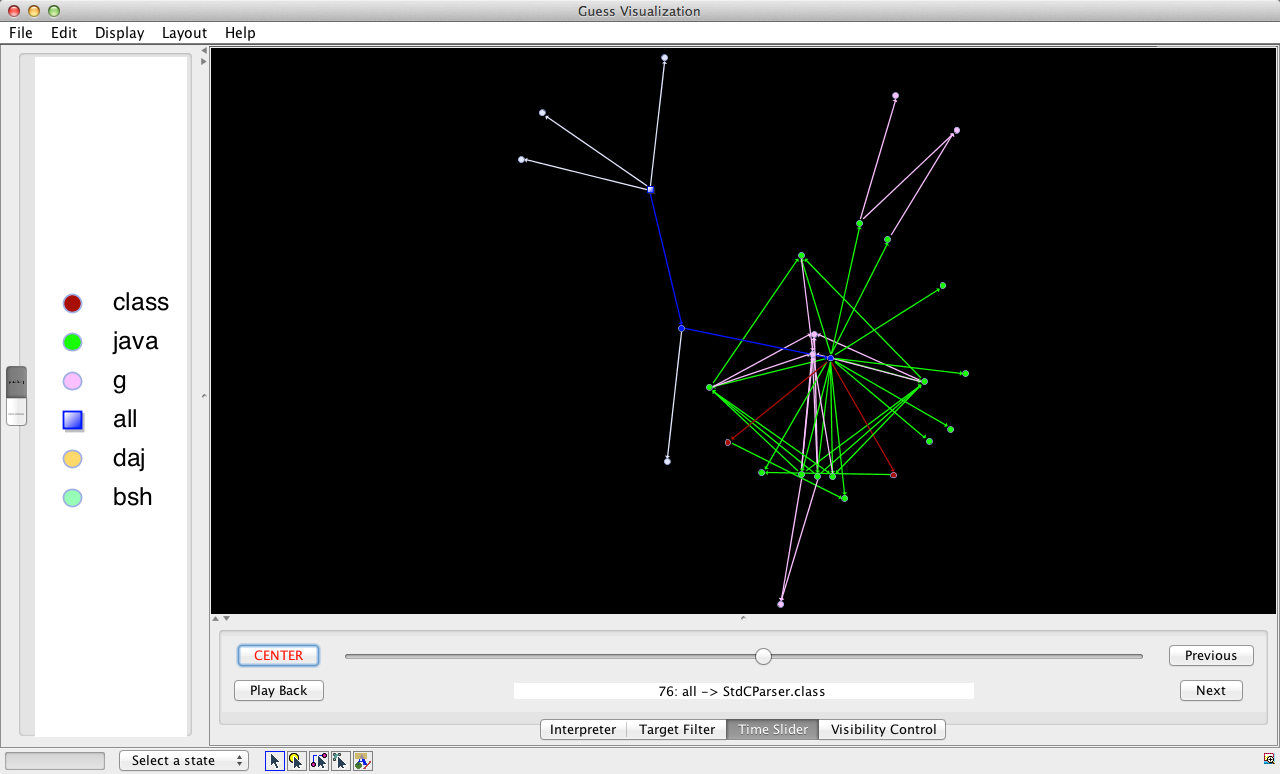 Guess Visualization
File Edit Display Layout Help
class
java
g
all
daj
bsh
CENTER
Previous
Play Back
76: all -> StdCParser.class
Next
Interpreter Target Filter Time Slider Visibility Control
Select a state